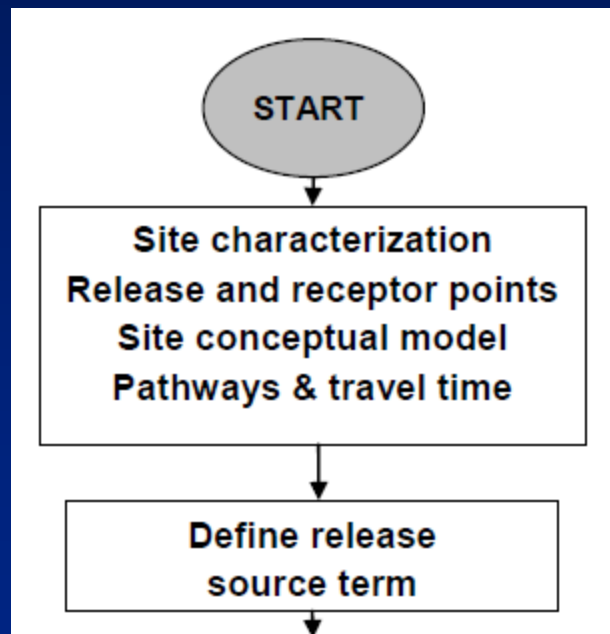 START
Site characterization
Release and receptor points
Site conceptual model
Pathways & travel time
Define release
source term